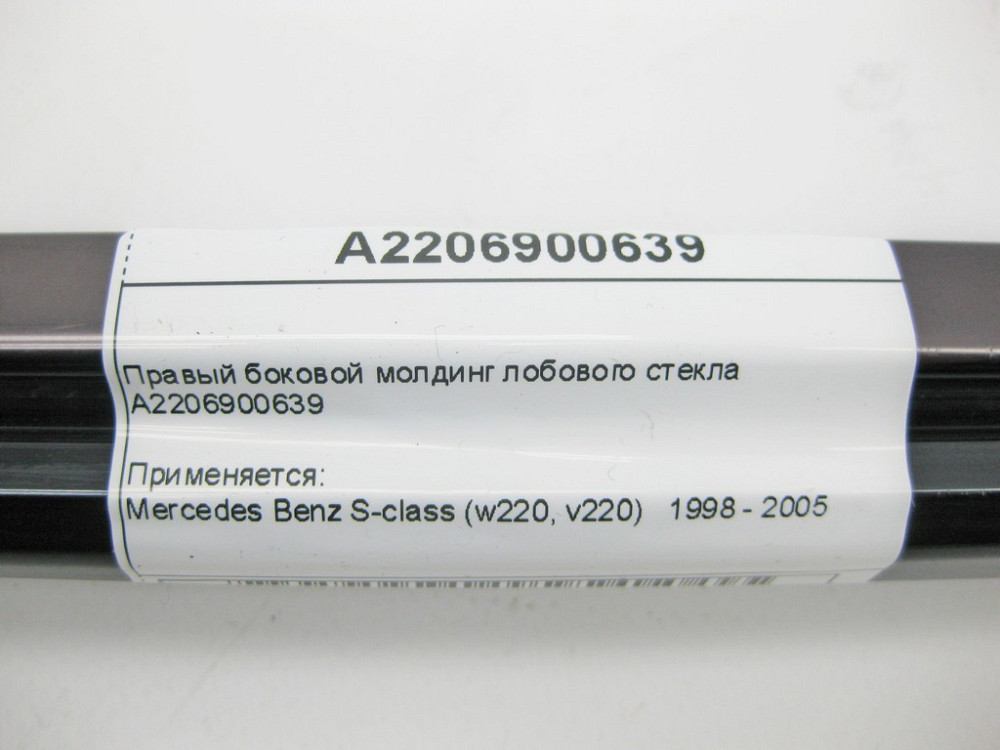 A2206900639
Правый боковой молдинг лобового стекла
A2206900639
Применяется:
Mercedes Benz S-class (w220, v220) 1998 - 2005